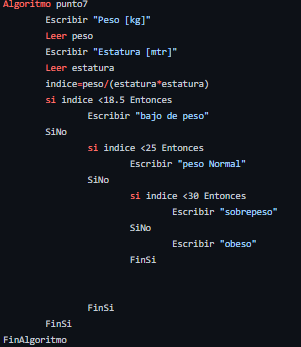 Algoritmo punto7
Escribir "Peso [kg]"
Leer peso
Escribir "Estatura [mtr]"
Leer estatura
indice=peso/(estatura*estatura)
si indice <18.5 Entonces
Escribir "bajo de peso"
SiNo
si indice <25 Entonces
Escribir "peso Normal"
SiNo
si indice <30 Entonces
Escribir "sobrepeso"
SiNo
Escribir "obeso"
FinSi
FinSi
FinSi
FinAlgoritmo